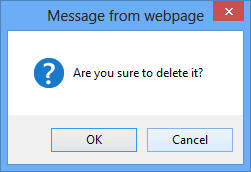 Message from webpage
Are you sure to delete it?
OK
Cancel